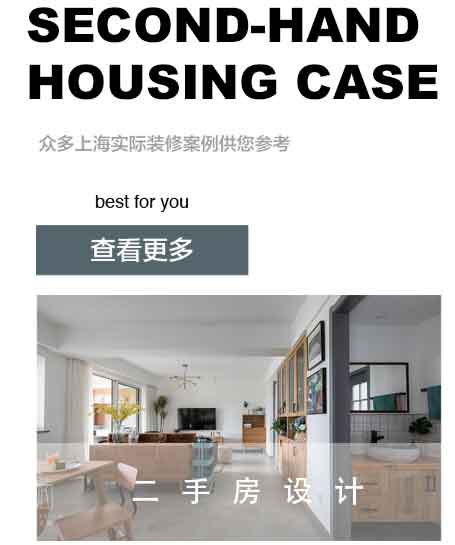 SECOND-HAND
HOUSING CASE
众多上海实际装修案例供您参考
best for you
查看更多
二手房设计